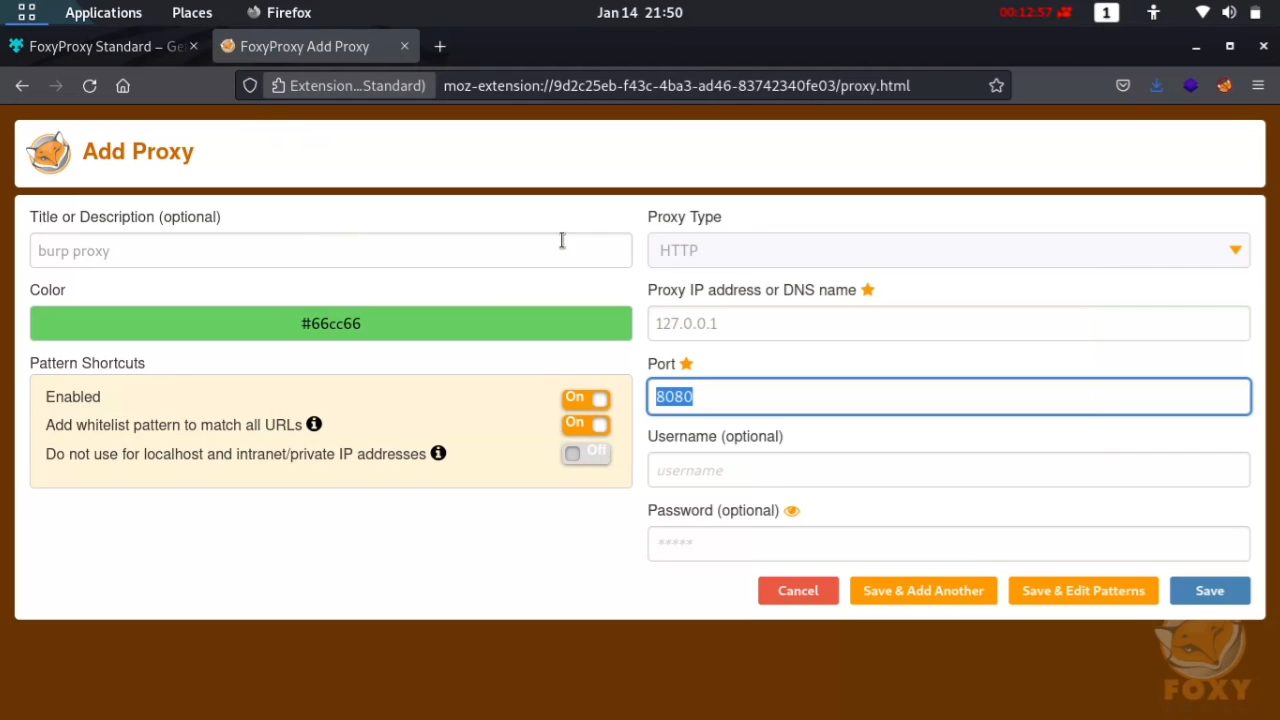 Applications Places Firefox Jan 14 21:50 00:12:57 1
FoxyProxy Standard – Ge × FoxyProxy Add Proxy × +
Extension...Standard) moz-extension://9d2c25eb-f43c-4ba3-ad46-83742340fe03/proxy.html
Add Proxy
Title or Description (optional)
burp proxy
Color
#66cc66
Pattern Shortcuts
Enabled On
Add whitelist pattern to match all URLs On
Do not use for localhost and intranet/private IP addresses Off
Proxy Type
HTTP
Proxy IP address or DNS name
127.0.0.1
Port
8080
Username (optional)
username
Password (optional)
*****
Cancel Save & Add Another Save & Edit Patterns Save
FOXY